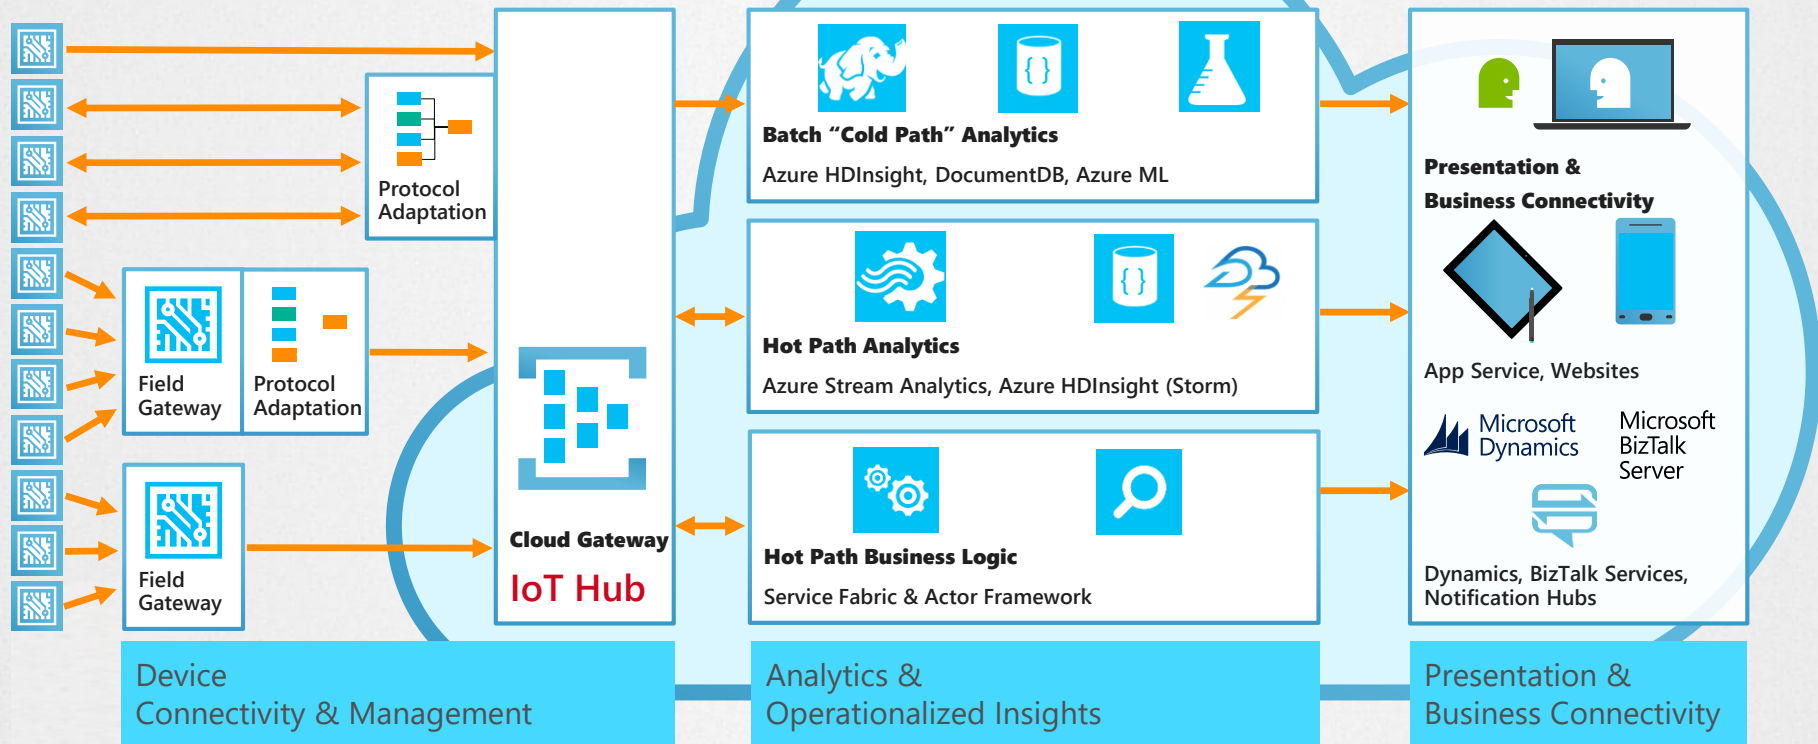 Protocol
Adaptation
Field
Gateway
Protocol
Adaptation
Field
Gateway
Cloud Gateway
IoT Hub
Batch “Cold Path” Analytics
Azure HDInsight, DocumentDB, Azure ML
{ }
Hot Path Analytics
Azure Stream Analytics, Azure HDInsight (Storm)
{ }
Hot Path Business Logic
Service Fabric & Actor Framework
Presentation &
Business Connectivity
App Service, Websites
Microsoft
Dynamics
Microsoft
BizTalk
Server
Dynamics, BizTalk Services,
Notification Hubs
Device
Connectivity & Management
Analytics &
Operationalized Insights
Presentation &
Business Connectivity